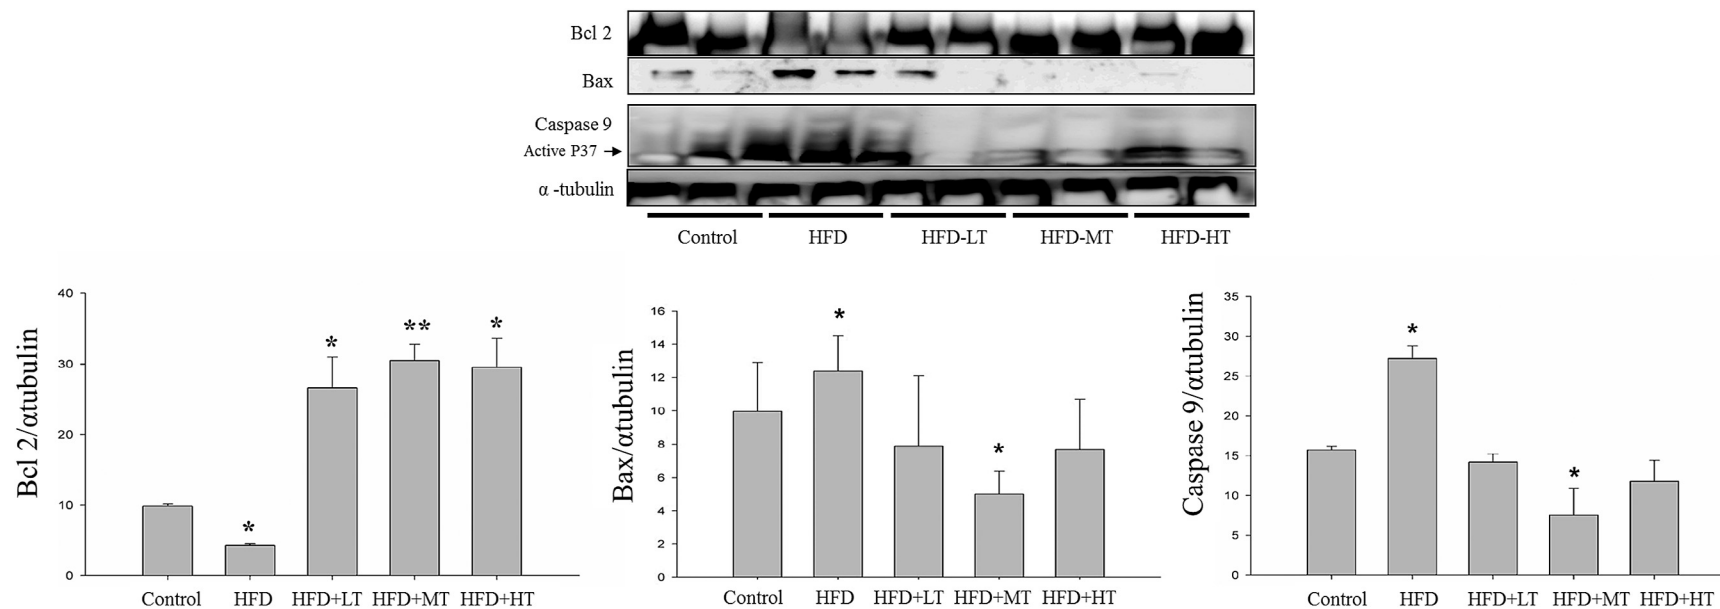 Bcl 2
Bax
Caspase 9
Active P37
α -tubulin
Control HFD HFD-LT HFD-MT HFD-HT
Bcl 2/αtubulin
40
30
20
10
0
*
*
**
*
Control HFD HFD+LT HFD+MT HFD+HT
Bax/αtubulin
16
14
12
10
8
6
4
2
0
*
*
Control HFD HFD+LT HFD+MT HFD+HT
Caspase 9/αtubulin
35
30
25
20
15
10
5
0
*
*
Control HFD HFD+LT HFD+MT HFD+HT